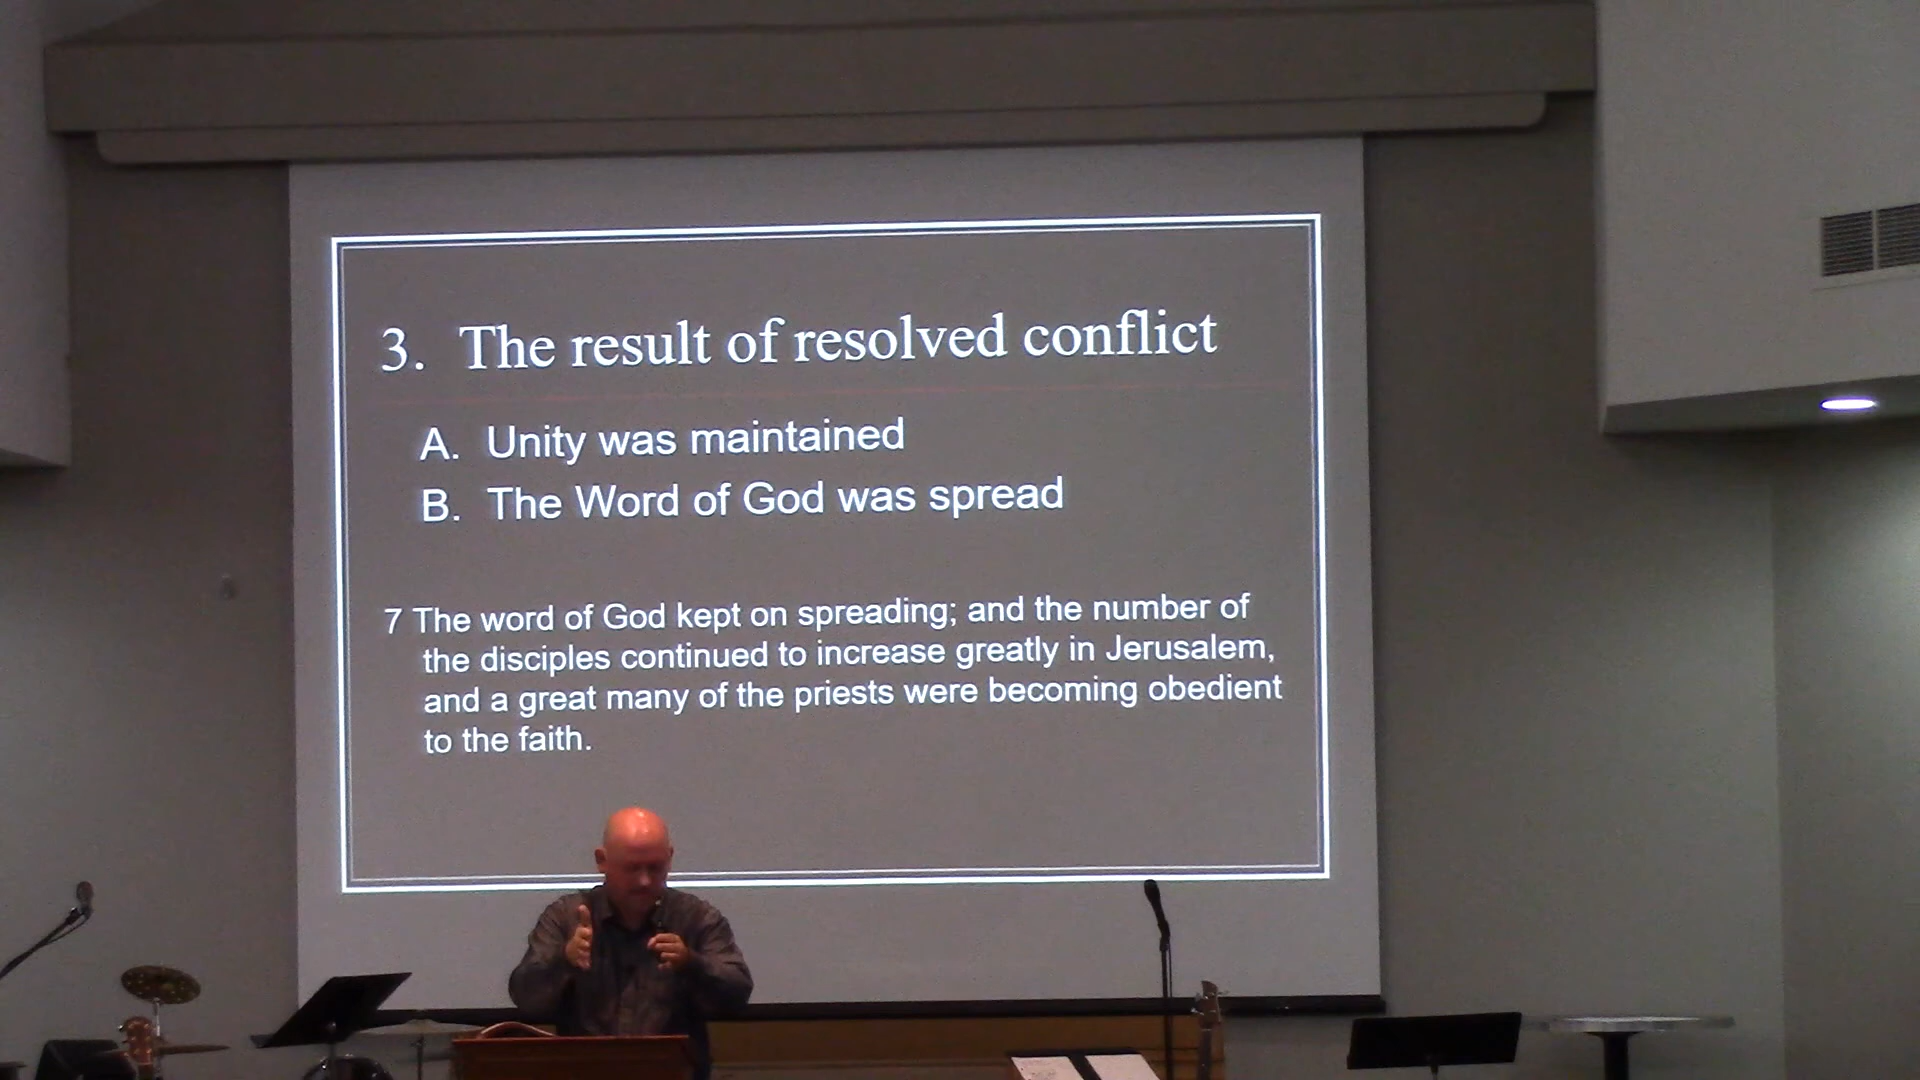 3. The result of resolved conflict
A. Unity was maintained
B. The Word of God was spread
7 The word of God kept on spreading; and the number of
the disciples continued to increase greatly in Jerusalem,
and a great many of the priests were becoming obedient
to the faith.